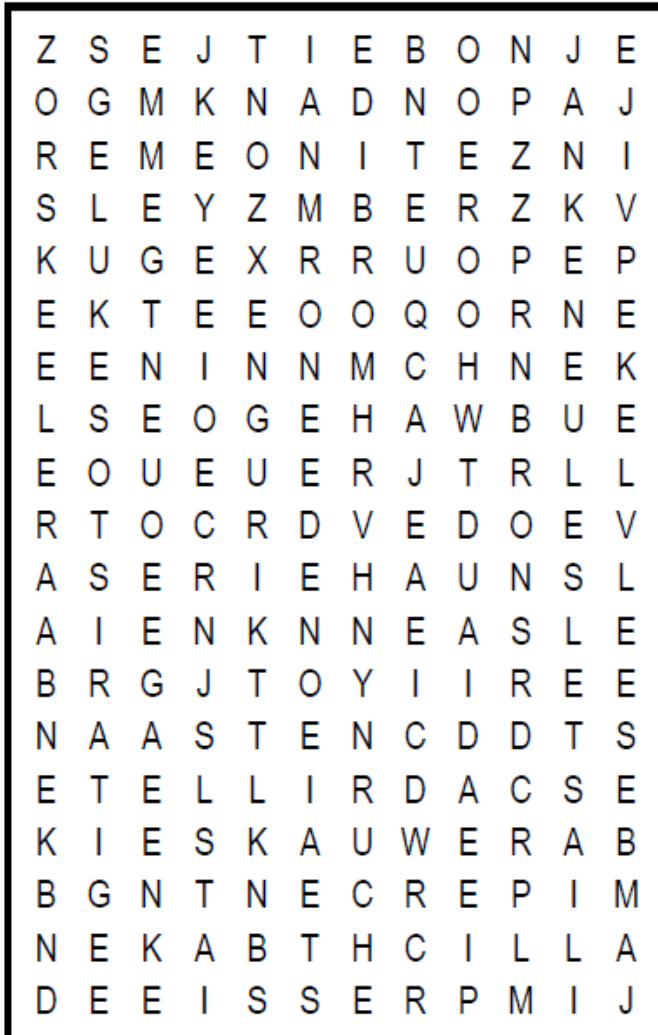 Z S E J T I E B O N J E
O G M K N A D N O P A J
R E M E O N I T E Z N I
S L E Y Z M B E R Z K V
K U G E X R R U O P E P
E K T E E O O Q O R N E
E E N I N N M C H N E K
L S E O G E H A W B U E
E O U E U E R J T R L L
R T O C R D V E D O E V
A S E R I E H A U N S L
A I E N K N N E A S L E
B R G J T O Y I I R E E
N A A S T E N C D D T S
E T E L L I R D A C S E
K I E S K A U W E R A B
B G N T N E C R E P I M
N E K A B T H C I L L A
D E E I S S E R P M I J